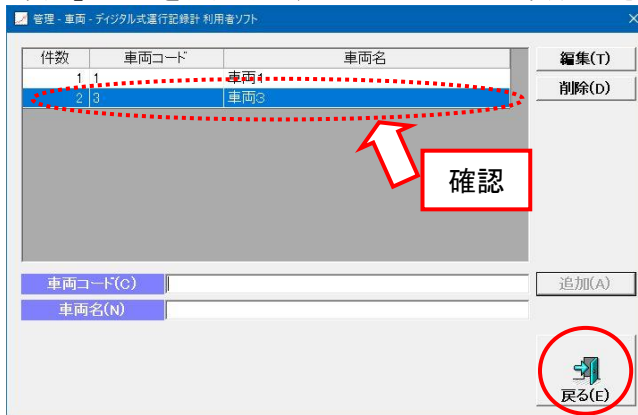 管理 - 車両 - ディジタル式運行記録計 利用者ソフト
件数 車両コード 車両名
1 1 車両1
2 3 車両3
編集(T)
削除(D)
確認
車両コード(C)
追加(A)
車両名(N)
戻る(E)